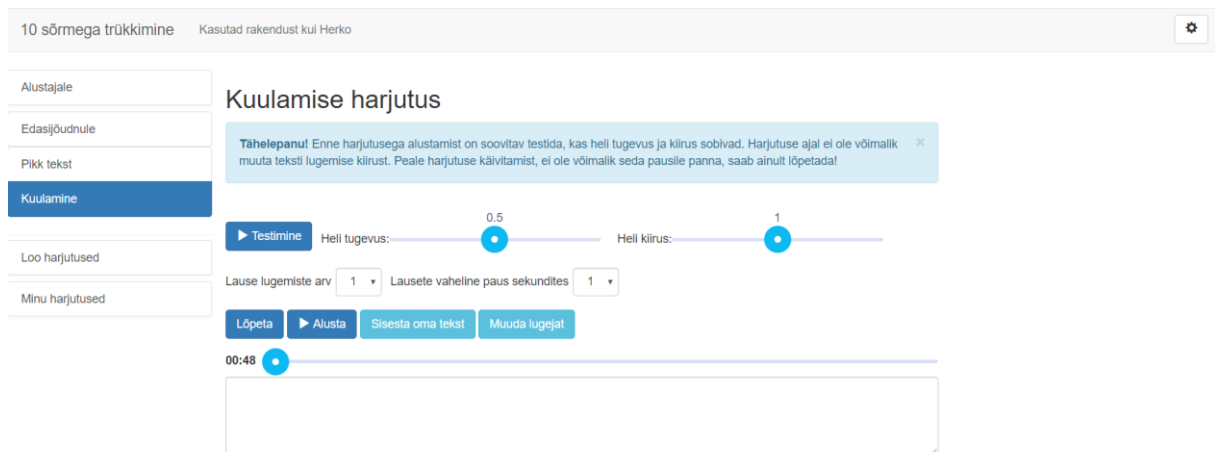 10 sõrmega trükkimine Kasutad rakendust kui Herko
Alustajale
Edasijõudnule
Pikk tekst
Kuulamine
Loo harjutused
Minu harjutused
Kuulamise harjutus
Tähelepanu! Enne harjutusega alustamist on soovitav testida, kas heli tugevus ja kiirus sobivad. Harjutuse ajal ei ole võimalik
muuta teksti lugemise kiirust. Peale harjutuse käivitamist, ei ole võimalik seda pausile panna, saab ainult lõpetada!
×
0.5 1
Testimine Heli tugevus: Heli kiirus:
Lause lugemiste arv 1 Lausete vaheline paus sekundites 1
Lõpeta Alusta Sisesta oma tekst Muuda lugejat
00:48